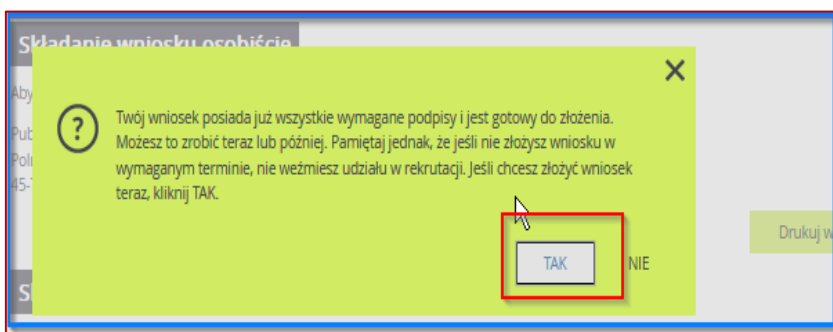 Składanie wniosku osobiście
Aby
Twój wniosek posiada już wszystkie wymagane podpisy i jest gotowy do złożenia.
Możesz to zrobić teraz lub później. Pamiętaj jednak, że jeśli nie złożysz wniosku w
wymaganym terminie, nie weźmiesz udziału w rekrutacji. Jeśli chcesz złożyć wniosek
teraz, kliknij TAK.
Drukuj
TAK
NIE